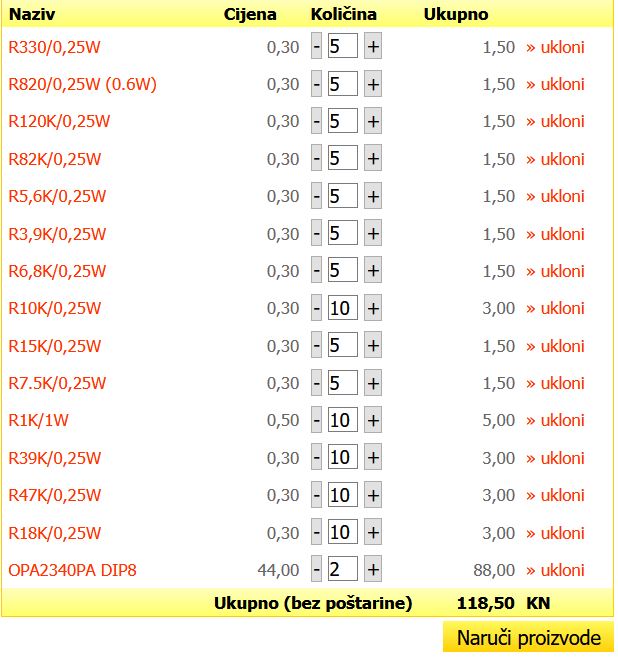 Naziv Cijena Količina Ukupno
R330/0,25W 0,30 - 5 + 1,50 » ukloni
R820/0,25W (0.6W) 0,30 - 5 + 1,50 » ukloni
R120K/0,25W 0,30 - 5 + 1,50 » ukloni
R82K/0,25W 0,30 - 5 + 1,50 » ukloni
R5,6K/0,25W 0,30 - 5 + 1,50 » ukloni
R3,9K/0,25W 0,30 - 5 + 1,50 » ukloni
R6,8K/0,25W 0,30 - 5 + 1,50 » ukloni
R10K/0,25W 0,30 - 10 + 3,00 » ukloni
R15K/0,25W 0,30 - 5 + 1,50 » ukloni
R7.5K/0,25W 0,30 - 5 + 1,50 » ukloni
R1K/1W 0,50 - 10 + 5,00 » ukloni
R39K/0,25W 0,30 - 10 + 3,00 » ukloni
R47K/0,25W 0,30 - 10 + 3,00 » ukloni
R18K/0,25W 0,30 - 10 + 3,00 » ukloni
OPA2340PA DIP8 44,00 - 2 + 88,00 » ukloni
Ukupno (bez poštarine) 118,50 KN
Naruči proizvode